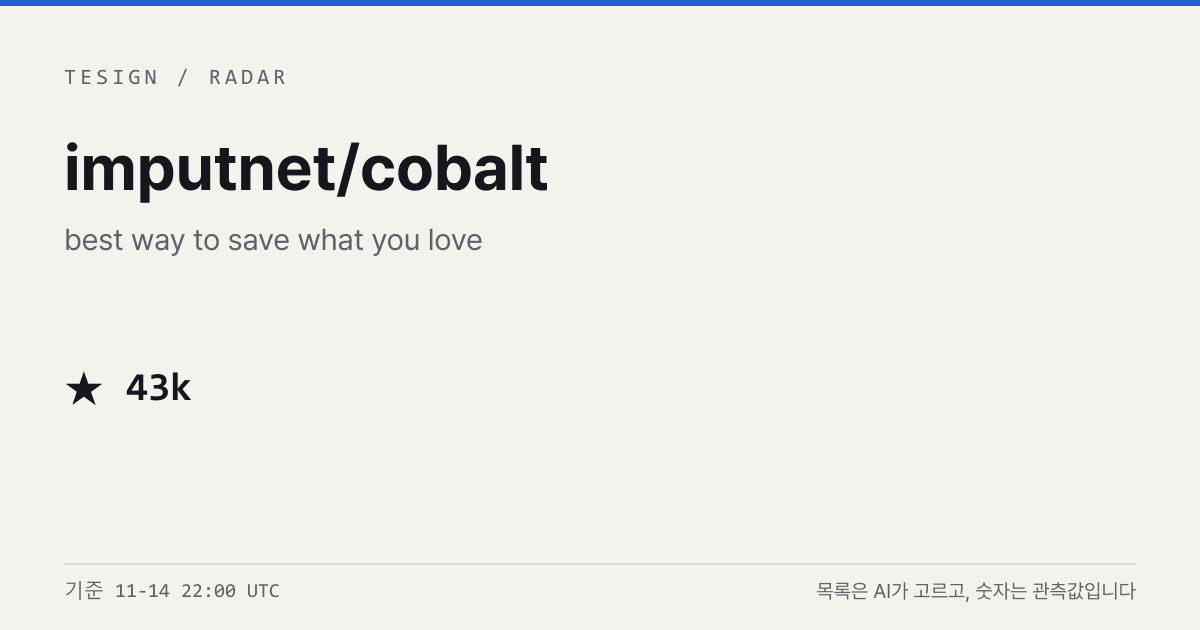 TESIGN / RADAR
imputnet/cobalt
best way to save what you love
★ 43k
기준 11-14 22:00 UTC
목록은 AI가 고르고, 숫자는 관측값입니다